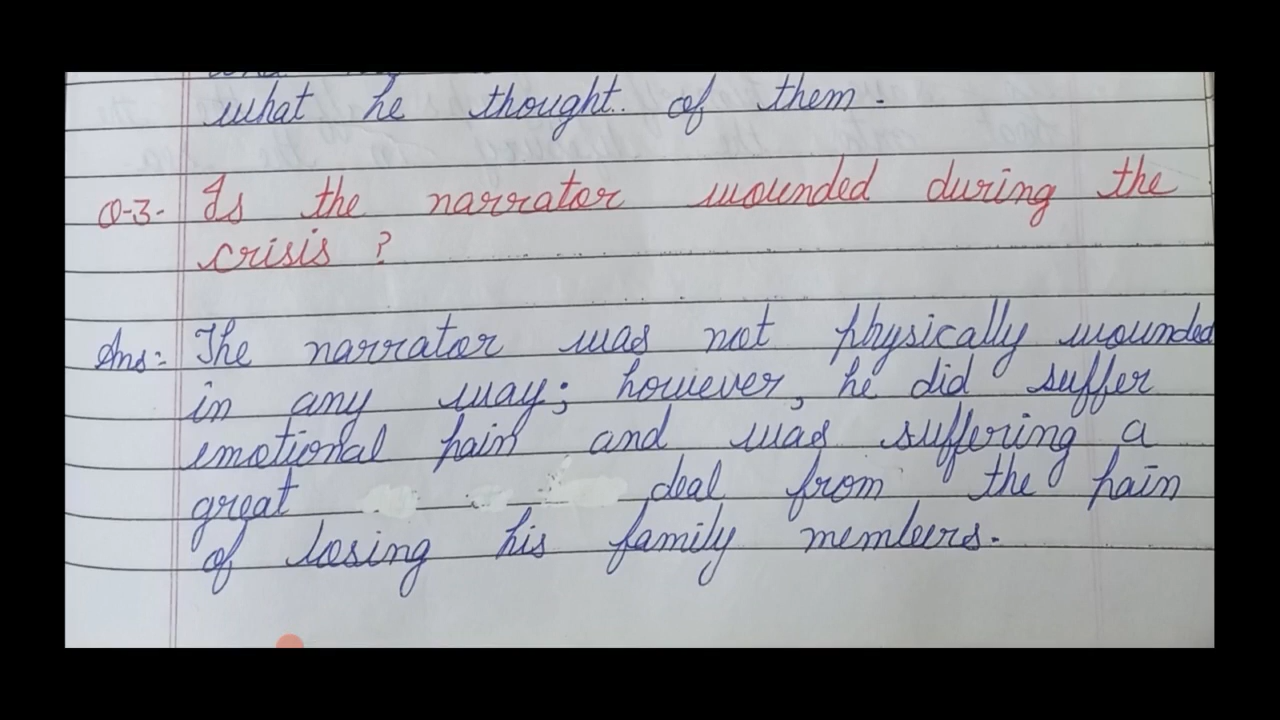 what he thought. of them.
Q-3- Is the narrator wounded during the
crisis ?
Ans: The narrator was not physically wounded
in any way; however, he did suffer
emotional pain and was suffering a
great deal from the pain
of losing his family members.